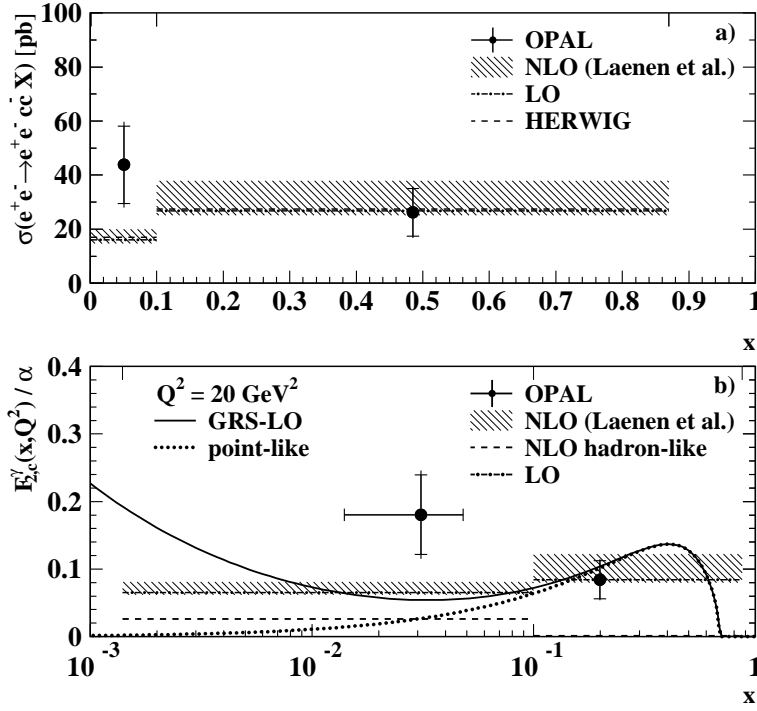 100
80
60
40
20
0
σ(e⁺e⁻→e⁺e⁻ cc̄ X) [pb]
a)
OPAL
NLO (Laenen et al.)
LO
HERWIG
0 0.1 0.2 0.3 0.4 0.5 0.6 0.7 0.8 0.9 1
x
0.4
0.3
0.2
0.1
0
F₂,c^γ(x,Q²) / α
Q² = 20 GeV²
GRS-LO
point-like
b)
OPAL
NLO (Laenen et al.)
NLO hadron-like
LO
10⁻³ 10⁻² 10⁻¹ 1
x